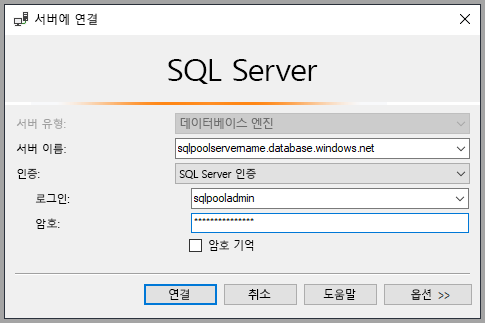 서버에 연결
SQL Server
서버 유형: 데이터베이스 엔진
서버 이름: sqlpoolservername.database.windows.net
인증: SQL Server 인증
로그인: sqlpooladmin
암호: ***************
암호 기억
연결 취소 도움말 옵션 >>